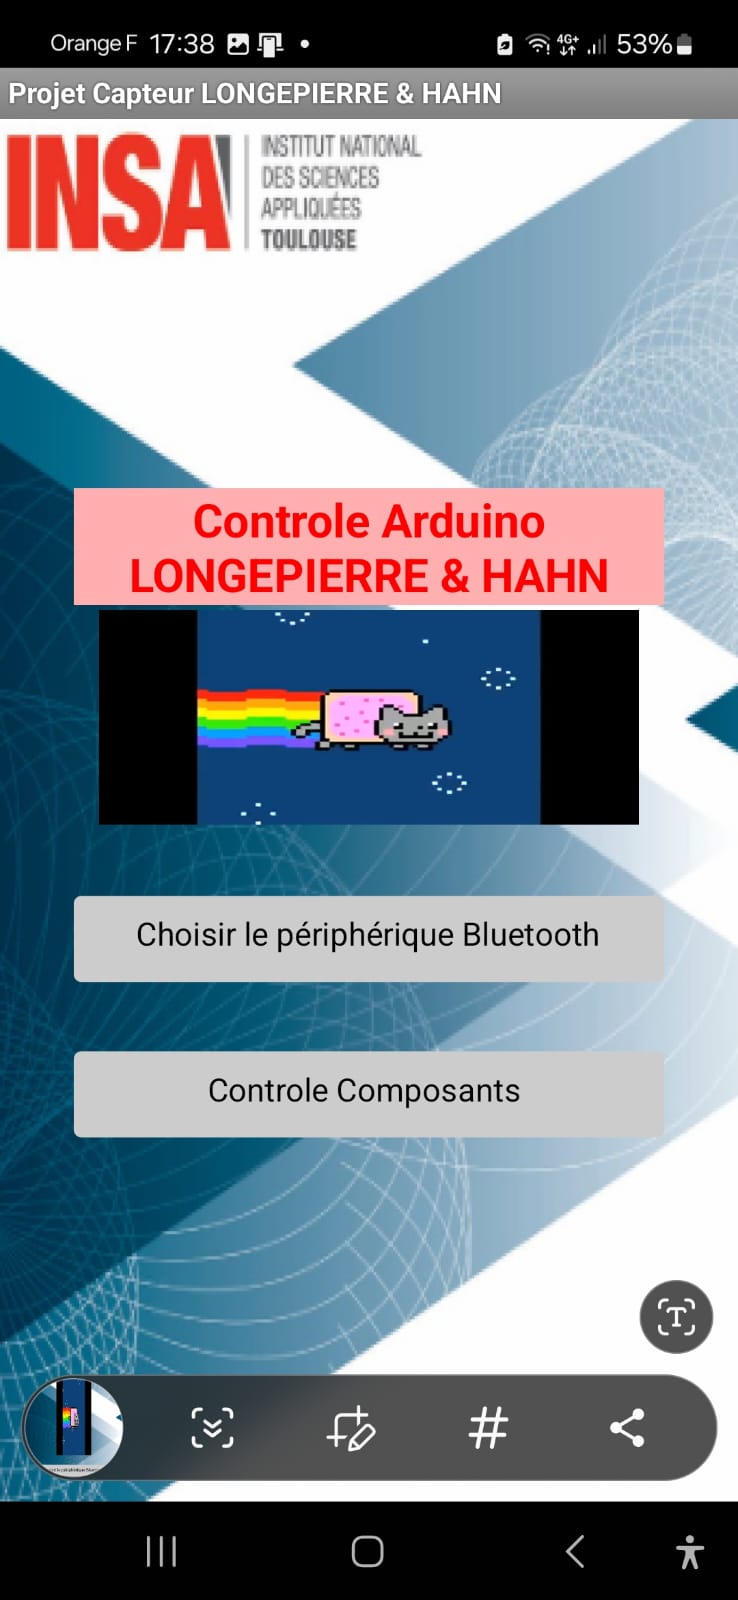 Orange F 17:38 4G+ 53%
Projet Capteur LONGEPIERRE & HAHN
INSA
INSTITUT NATIONAL
DES SCIENCES
APPLIQUÉES
TOULOUSE
Controle Arduino
LONGEPIERRE & HAHN
Choisir le périphérique Bluetooth
Controle Composants